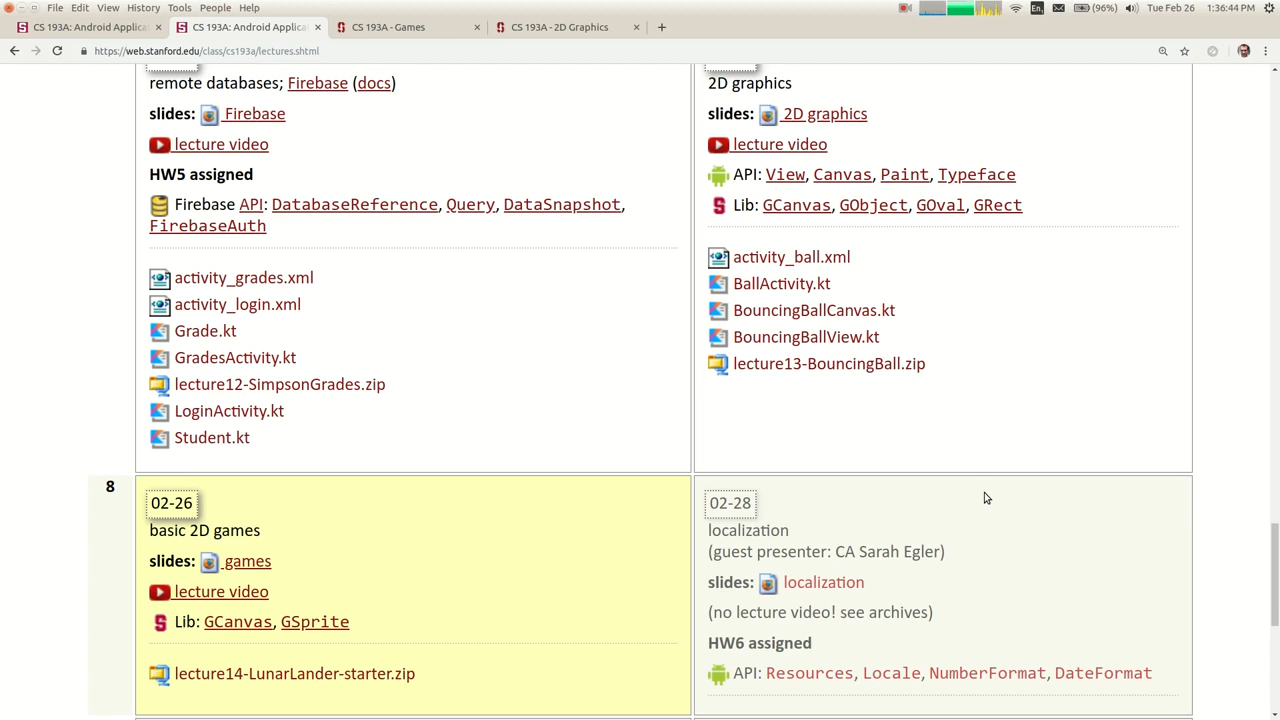 File Edit View History Tools People Help
En
(96%)
Tue Feb 26
1:36:44 PM
CS 193A: Android Applicat ×
CS 193A: Android Applicat ×
CS 193A - Games ×
CS 193A - 2D Graphics ×
https://web.stanford.edu/class/cs193a/lectures.shtml
remote databases; Firebase (docs)
slides: Firebase
lecture video
HW5 assigned
Firebase API: DatabaseReference, Query, DataSnapshot,
FirebaseAuth
activity_grades.xml
activity_login.xml
Grade.kt
GradesActivity.kt
lecture12-SimpsonGrades.zip
LoginActivity.kt
Student.kt
2D graphics
slides: 2D graphics
lecture video
API: View, Canvas, Paint, Typeface
Lib: GCanvas, GObject, GOval, GRect
activity_ball.xml
BallActivity.kt
BouncingBallCanvas.kt
BouncingBallView.kt
lecture13-BouncingBall.zip
8
02-26
basic 2D games
slides: games
lecture video
Lib: GCanvas, GSprite
lecture14-LunarLander-starter.zip
02-28
localization
(guest presenter: CA Sarah Egler)
slides: localization
(no lecture video! see archives)
HW6 assigned
API: Resources, Locale, NumberFormat, DateFormat